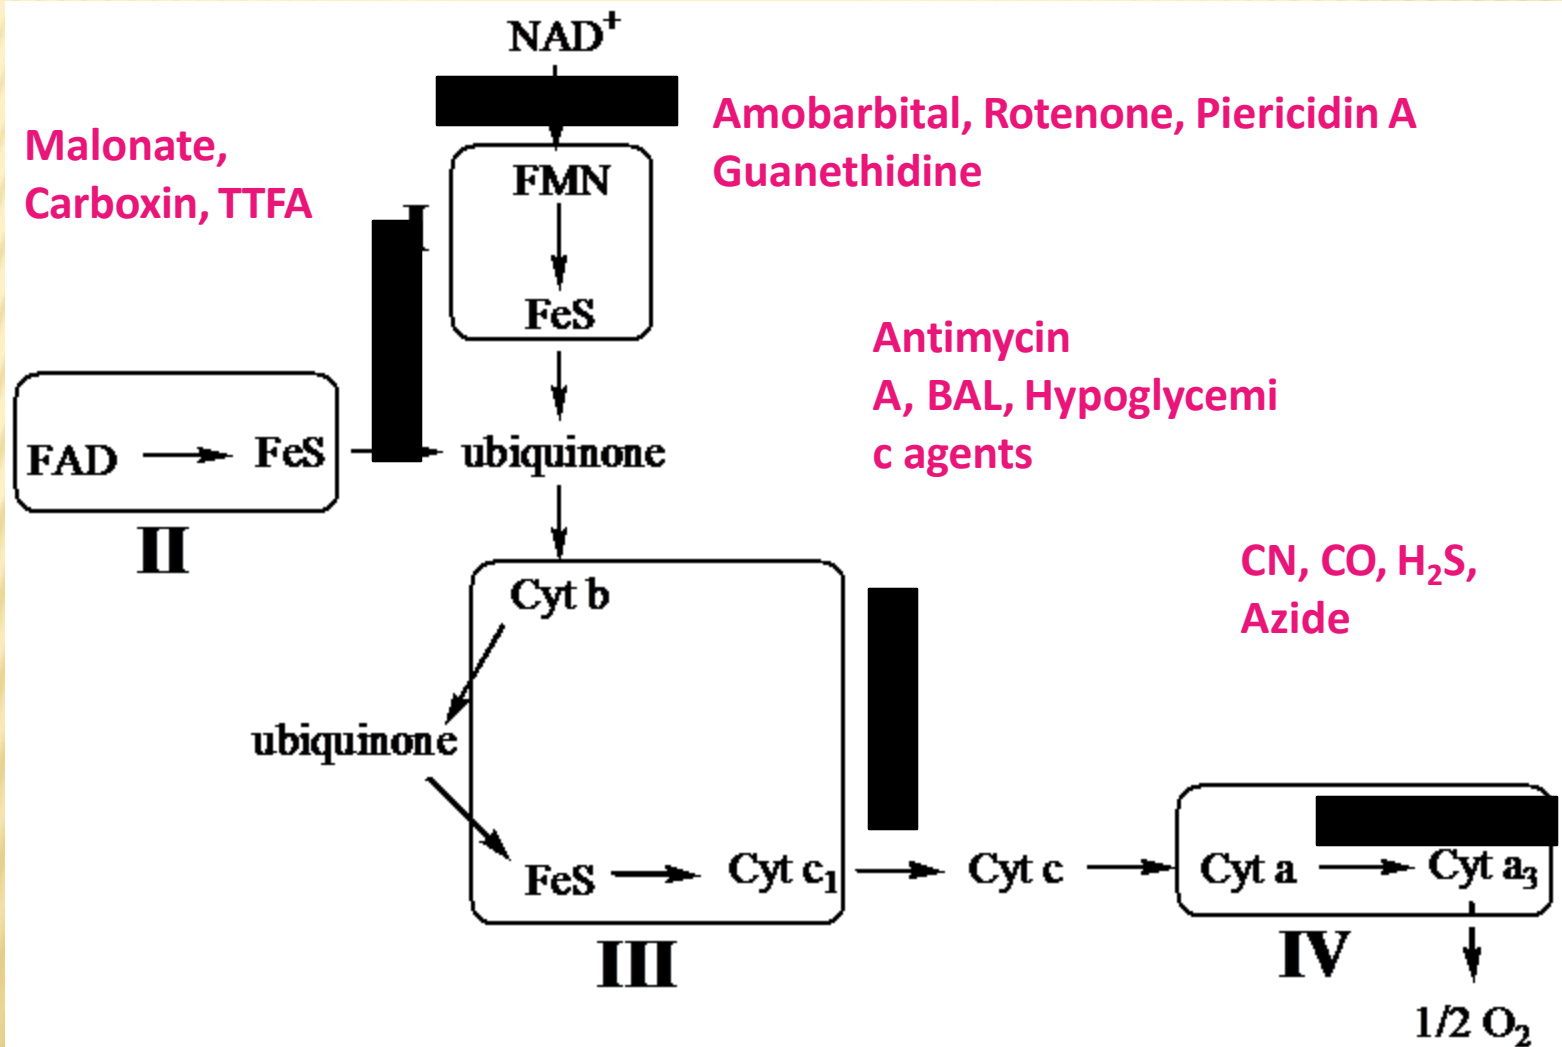 NAD⁺
Amobarbital, Rotenone, Piericidin A
Guanethidine
Malonate,
Carboxin, TTFA
I
FMN
FeS
Antimycin
A, BAL, Hypoglycemi
c agents
FAD
FeS
ubiquinone
II
CN, CO, H₂S,
Azide
Cyt b
ubiquinone
FeS
Cyt c₁
Cyt c
Cyt a
Cyt a₃
III
IV
1/2 O₂